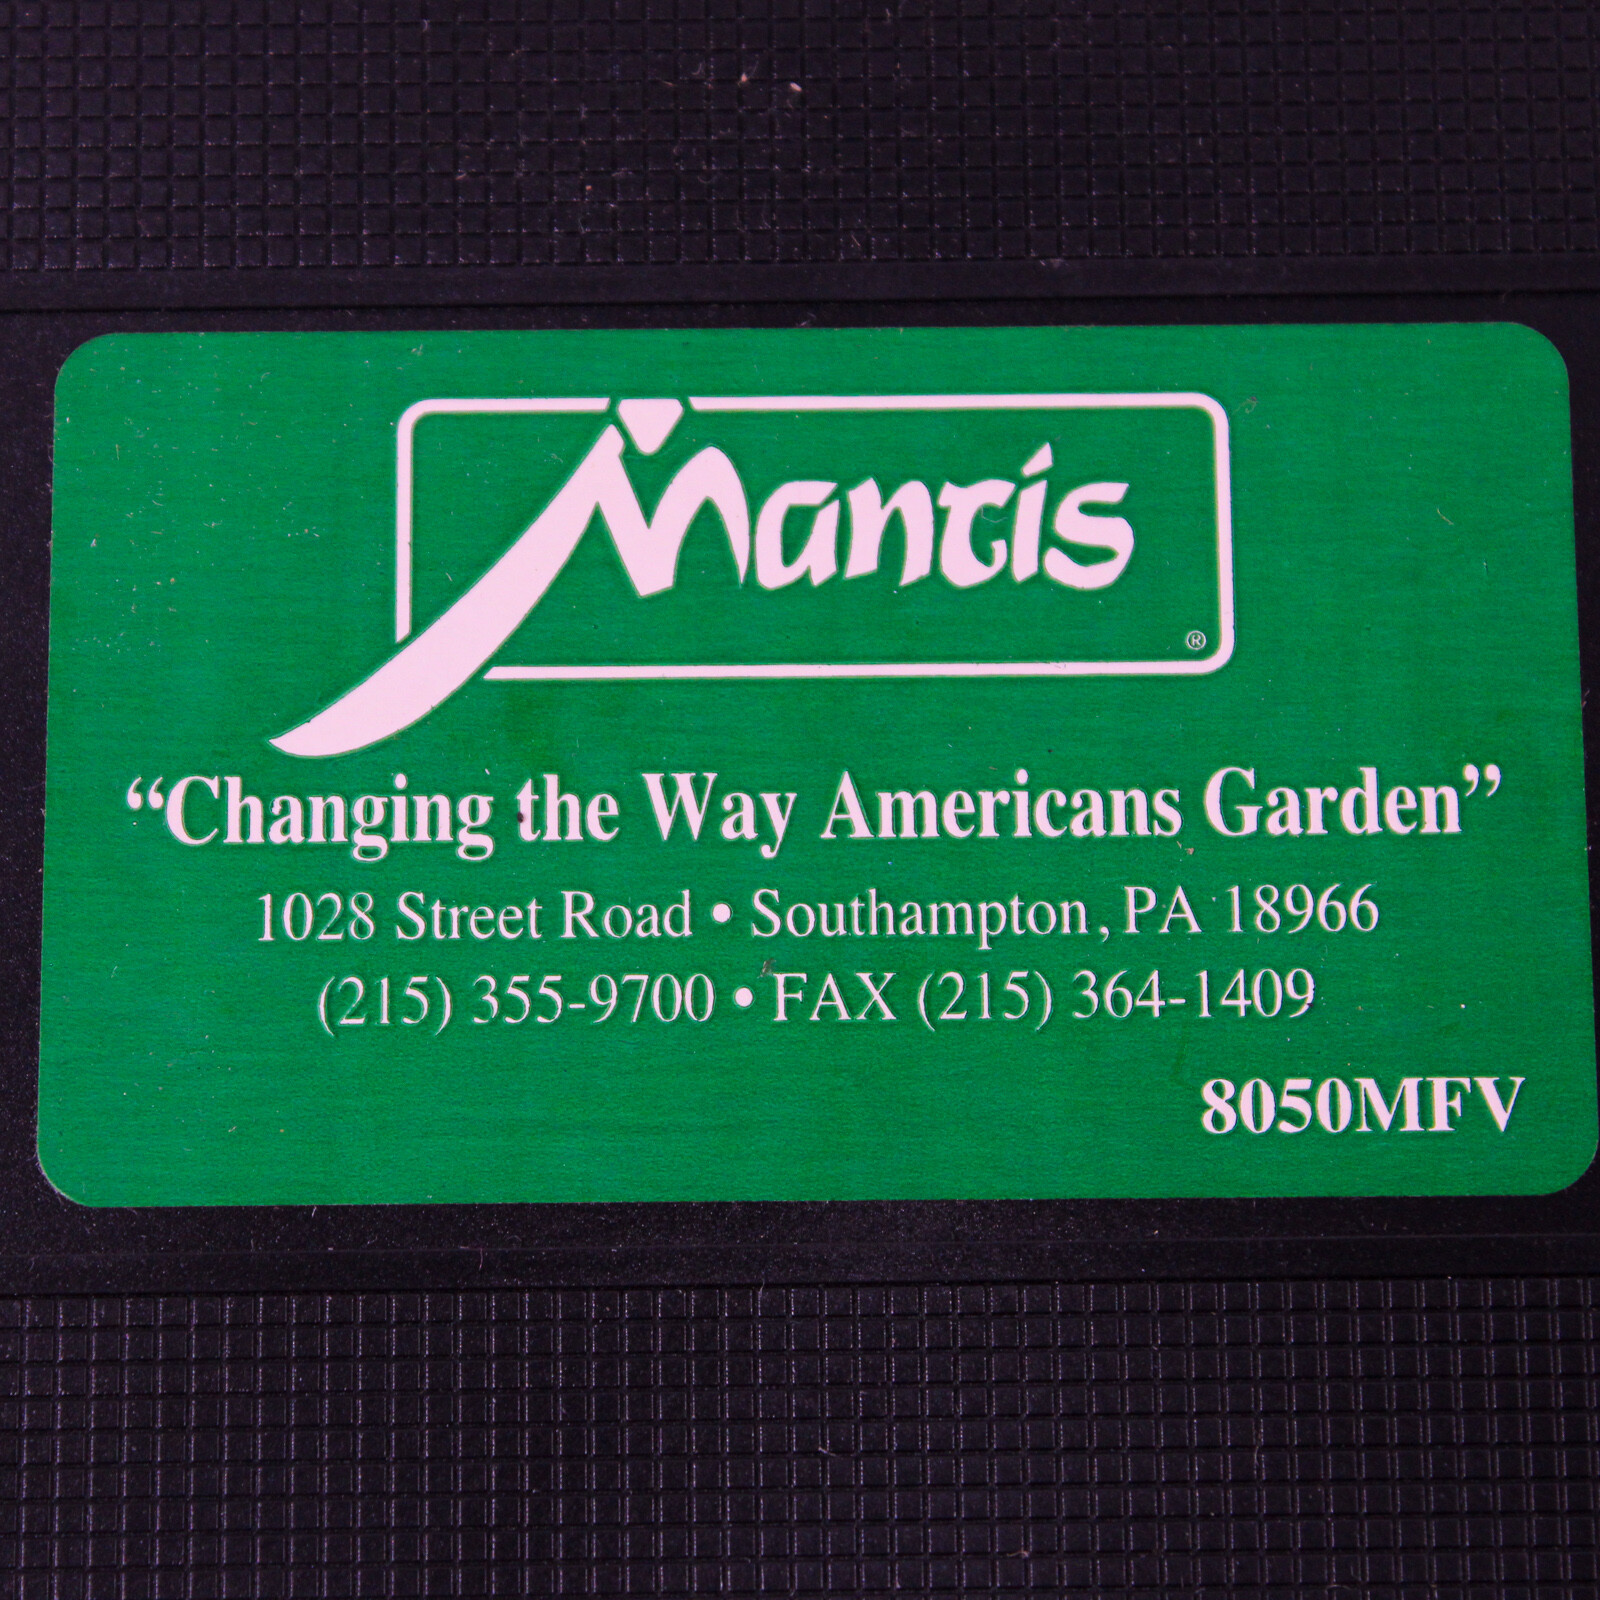 Mantis
®
“Changing the Way Americans Garden”
1028 Street Road • Southampton, PA 18966
(215) 355-9700 • FAX (215) 364-1409
8050MFV